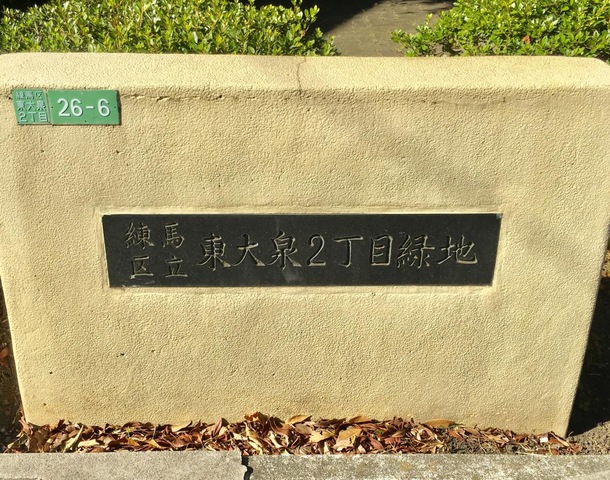 練馬区
東大泉
2丁目
26-6
練馬
区立
東大泉2丁目緑地